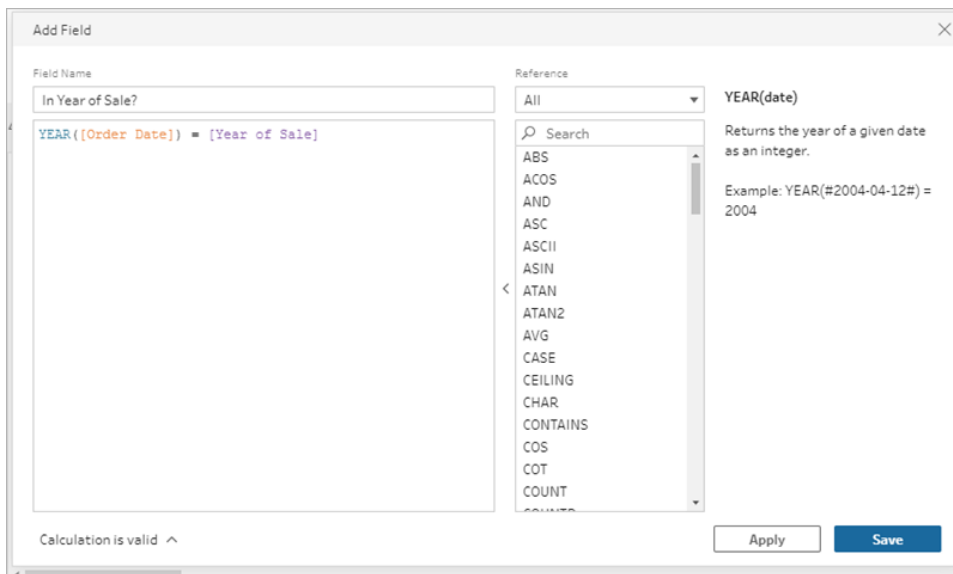 Add Field
Field Name
In Year of Sale?
YEAR([Order Date]) = [Year of Sale]
Reference
All
Search
ABS
ACOS
AND
ASC
ASCII
ASIN
ATAN
ATAN2
AVG
CASE
CEILING
CHAR
CONTAINS
COS
COT
COUNT
YEAR(date)
Returns the year of a given date
as an integer.
Example: YEAR(#2004-04-12#) =
2004
Calculation is valid
Apply
Save